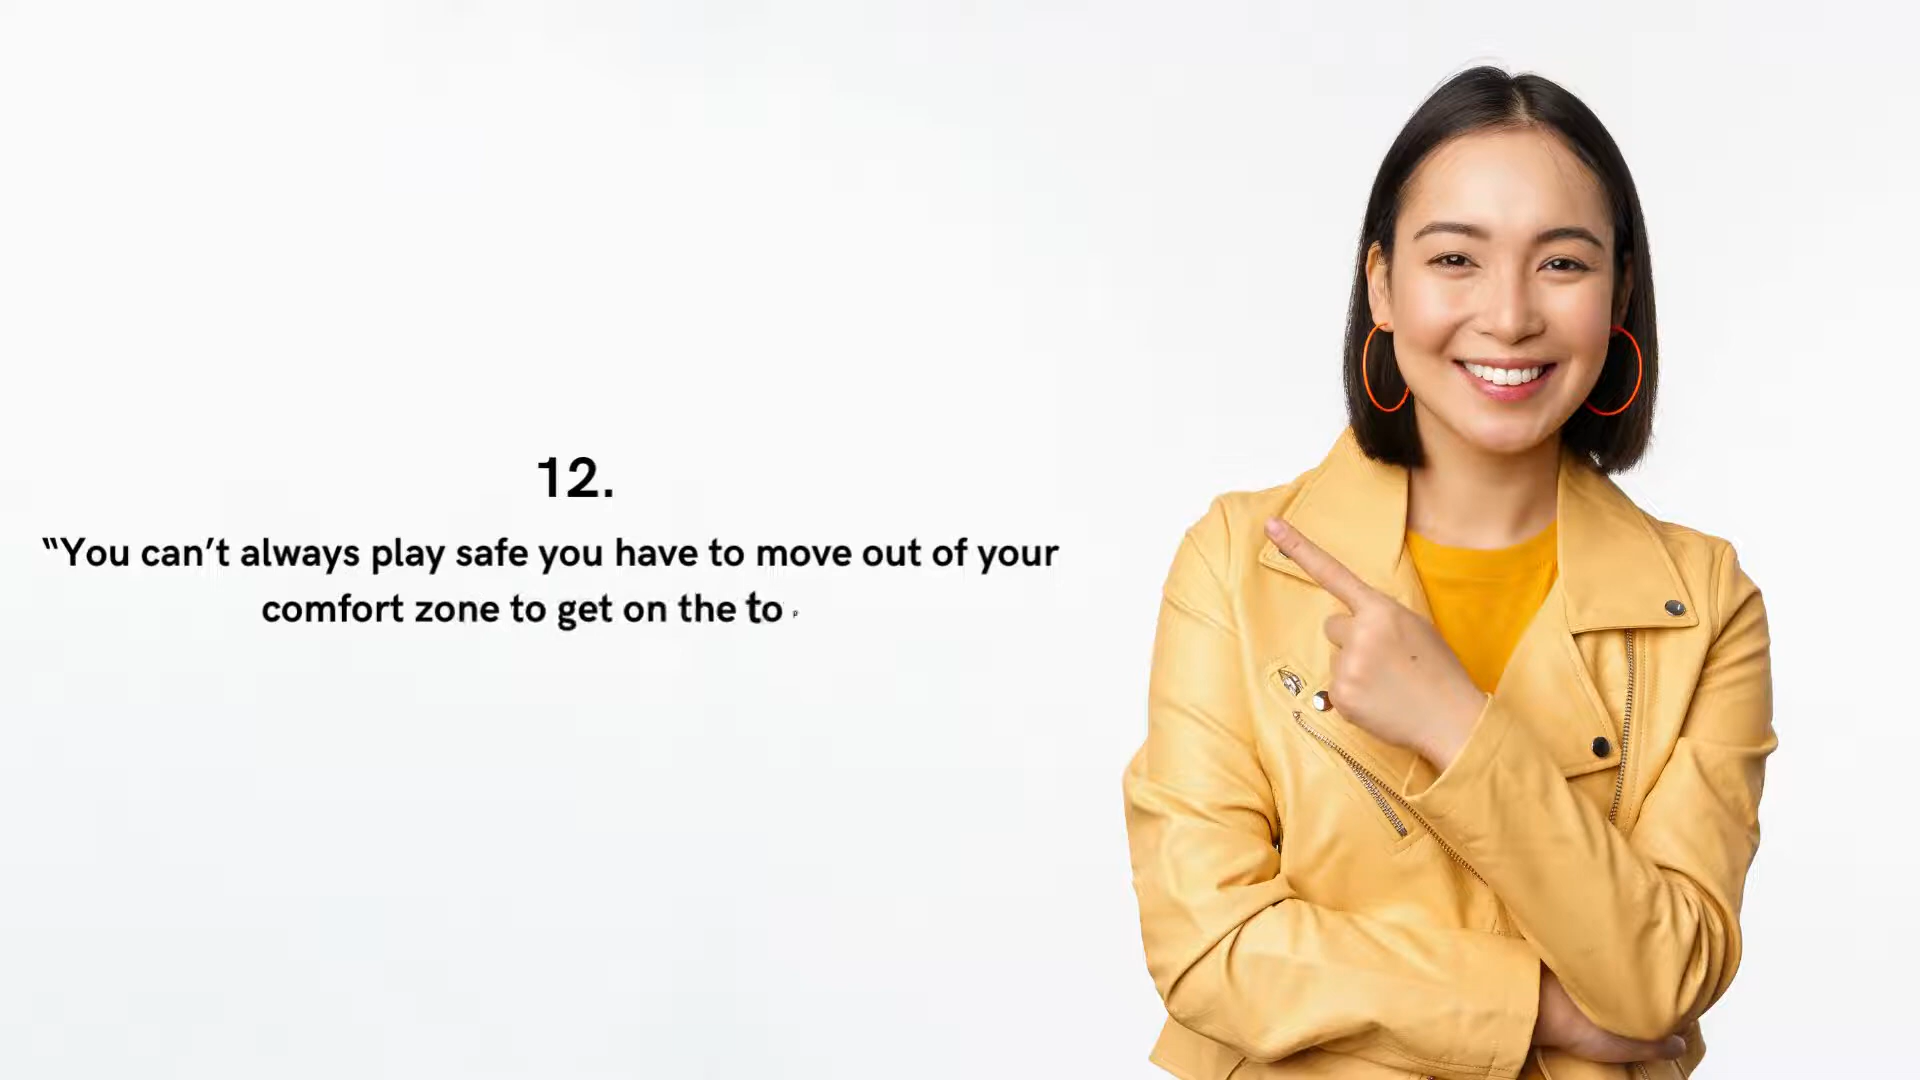 12.
“You can’t always play safe you have to move out of your
comfort zone to get on the to